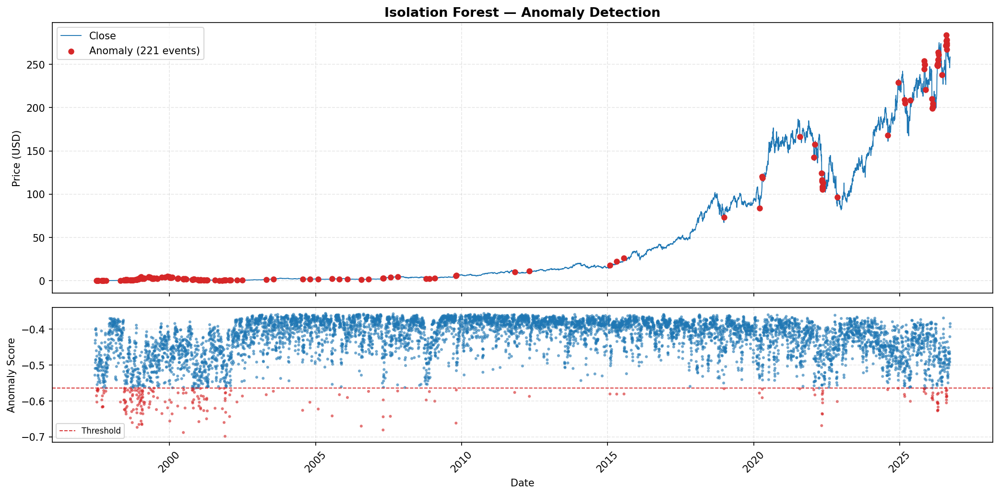 Isolation Forest — Anomaly Detection
Close
Anomaly (221 events)
Price (USD)
250
200
150
100
50
0
Anomaly Score
−0.4
−0.5
−0.6
−0.7
Threshold
2000
2005
2010
2015
2020
2025
Date